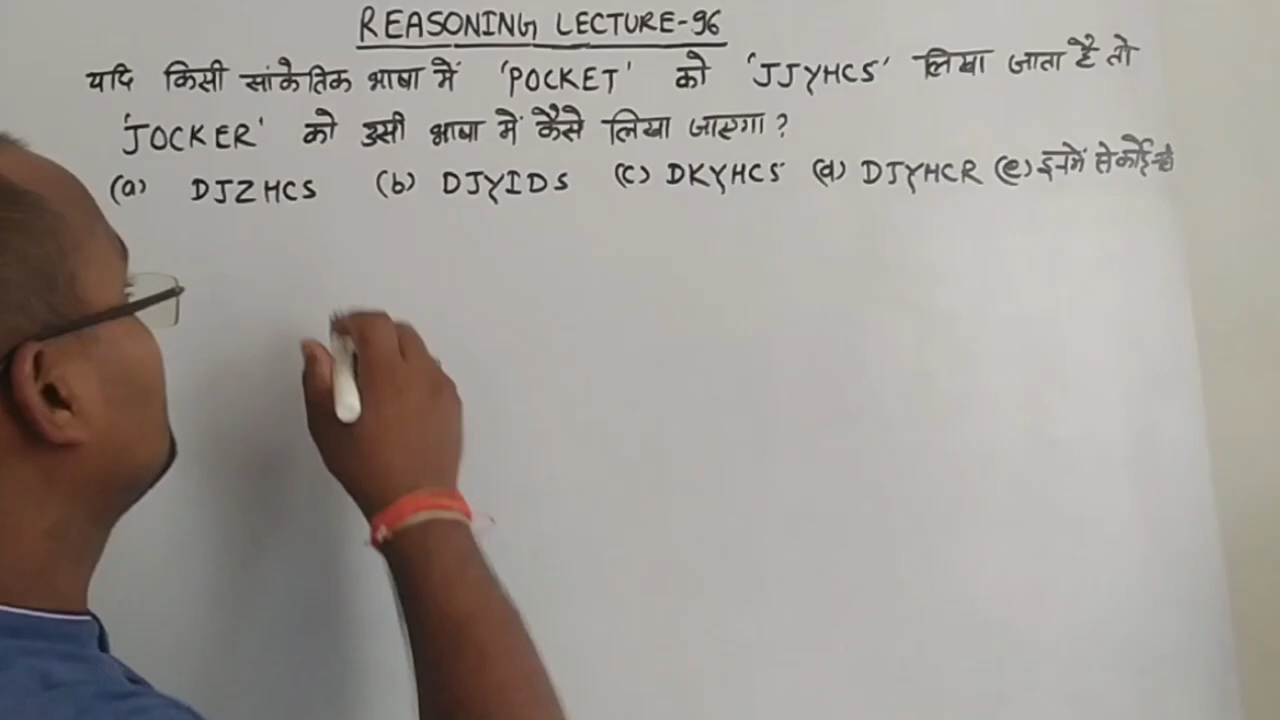 REASONING LECTURE-96
यदि किसी सांकेतिक भाषा में 'POCKET' को 'JJYHCS' लिखा जाता है तो
'JOCKER' को उसी भाषा में कैसे लिखा जाएगा?
(a) DJZHCS (b) DJYIDS (c) DKYHCS (d) DJYHCR (e) इनमें से कोई नहीं